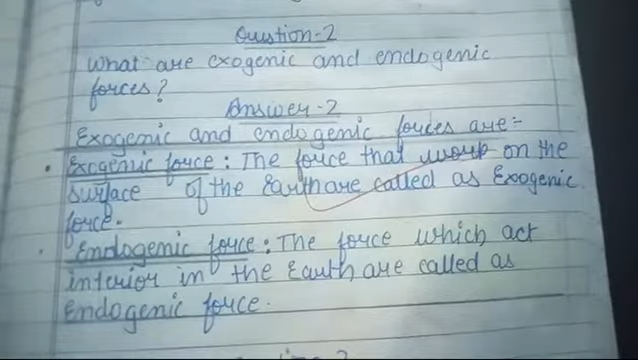 Question-2
What are exogenic and endogenic
forces?
Answer-2
Exogenic and endogenic forces are:-
• Exogenic force: The force that work on the
surface of the Earth are called as Exogenic
force.
• Endogenic force: The force which act
interior in the Earth are called as
Endogenic force.